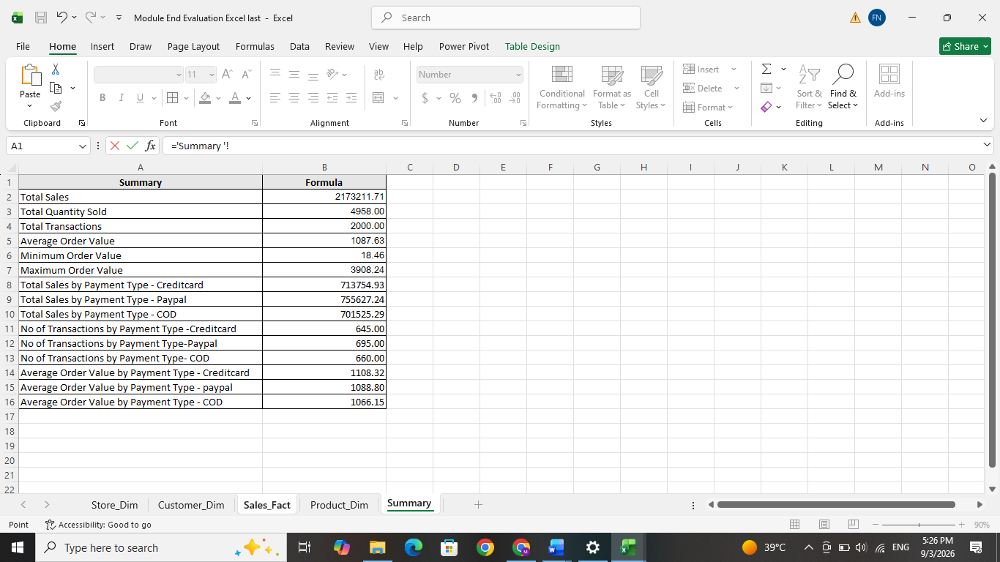 Module End Evaluation Excel last - Excel
Search
FN
File Home Insert Draw Page Layout Formulas Data Review View Help Power Pivot Table Design
Share
Paste
11
B I U
Number
Conditional Formatting
Format as Table
Cell Styles
Insert
Delete
Format
Sort & Filter
Find & Select
Add-ins
Clipboard Font Alignment Number Styles Cells Editing Add-ins
A1 fx ='Summary '!
A B C D E F G H I J K L M N O
1 Summary Formula
2 Total Sales 2173211.71
3 Total Quantity Sold 4958.00
4 Total Transactions 2000.00
5 Average Order Value 1087.63
6 Minimum Order Value 18.46
7 Maximum Order Value 3908.24
8 Total Sales by Payment Type - Creditcard 713754.93
9 Total Sales by Payment Type - Paypal 755627.24
10 Total Sales by Payment Type - COD 701525.29
11 No of Transactions by Payment Type -Creditcard 645.00
12 No of Transactions by Payment Type-Paypal 695.00
13 No of Transactions by Payment Type- COD 660.00
14 Average Order Value by Payment Type - Creditcard 1108.32
15 Average Order Value by Payment Type - paypal 1088.80
16 Average Order Value by Payment Type - COD 1066.15
17
18
19
20
21
22
Store_Dim Customer_Dim Sales_Fact Product_Dim Summary
Point Accessibility: Good to go 90%
Type here to search 39°C ENG 5:26 PM
9/3/2026